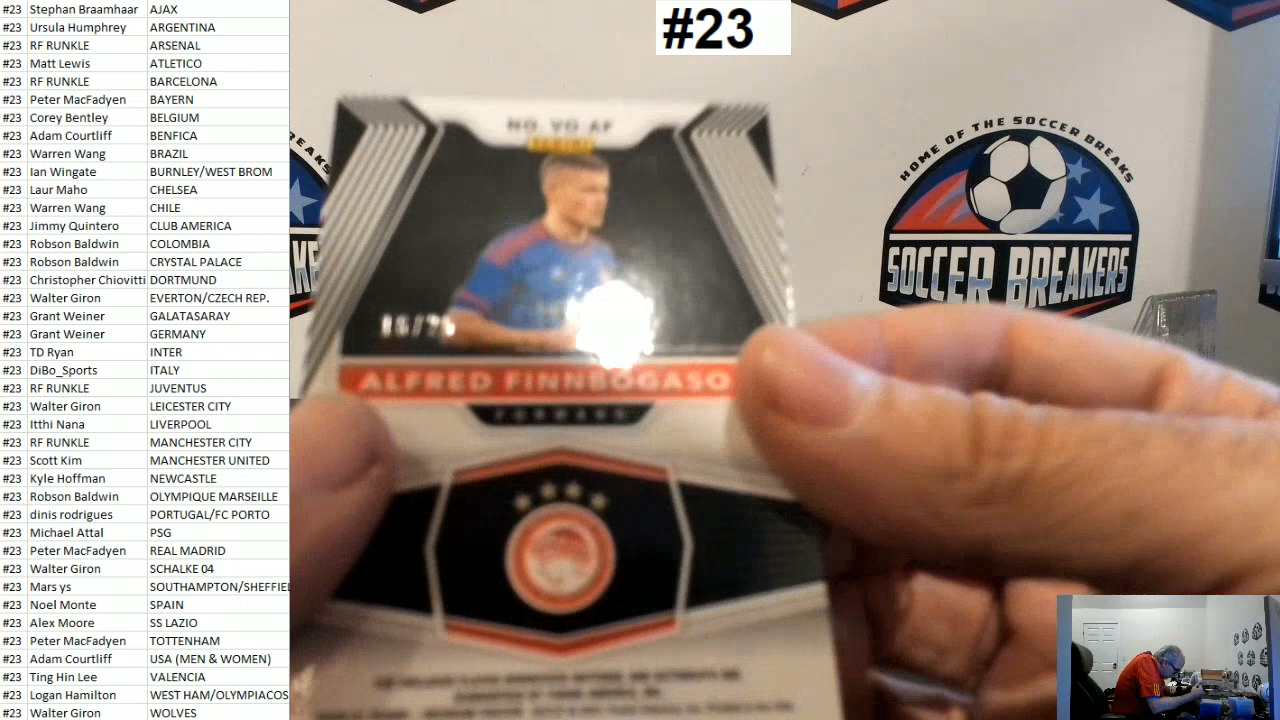 #23 Stephan Braamhaar AJAX
#23 Ursula Humphrey ARGENTINA
#23 RF RUNKLE ARSENAL
#23 Matt Lewis ATLETICO
#23 RF RUNKLE BARCELONA
#23 Peter MacFadyen BAYERN
#23 Corey Bentley BELGIUM
#23 Adam Courtliff BENFICA
#23 Warren Wang BRAZIL
#23 Ian Wingate BURNLEY/WEST BROM
#23 Laur Maho CHELSEA
#23 Warren Wang CHILE
#23 Jimmy Quintero CLUB AMERICA
#23 Robson Baldwin COLOMBIA
#23 Robson Baldwin CRYSTAL PALACE
#23 Christopher Chiovitti DORTMUND
#23 Walter Giron EVERTON/CZECH REP.
#23 Grant Weiner GALATASARAY
#23 Grant Weiner GERMANY
#23 TD Ryan INTER
#23 DiBo_Sports ITALY
#23 RF RUNKLE JUVENTUS
#23 Walter Giron LEICESTER CITY
#23 Itthi Nana LIVERPOOL
#23 RF RUNKLE MANCHESTER CITY
#23 Scott Kim MANCHESTER UNITED
#23 Kyle Hoffman NEWCASTLE
#23 Robson Baldwin OLYMPIQUE MARSEILLE
#23 dinis rodrigues PORTUGAL/FC PORTO
#23 Michael Attal PSG
#23 Peter MacFadyen REAL MADRID
#23 Walter Giron SCHALKE 04
#23 Mars ys SOUTHAMPTON/SHEFFIEL
#23 Noel Monte SPAIN
#23 Alex Moore SS LAZIO
#23 Peter MacFadyen TOTTENHAM
#23 Adam Courtliff USA (MEN & WOMEN)
#23 Ting Hin Lee VALENCIA
#23 Logan Hamilton WEST HAM/OLYMPIACOS
#23 Walter Giron WOLVES
#23
NO. VG-AF
PANINI
ALFRED FINNBOGASO
FORWARD
HOME OF THE SOCCER BREAKS
SOCCER BREAKERS